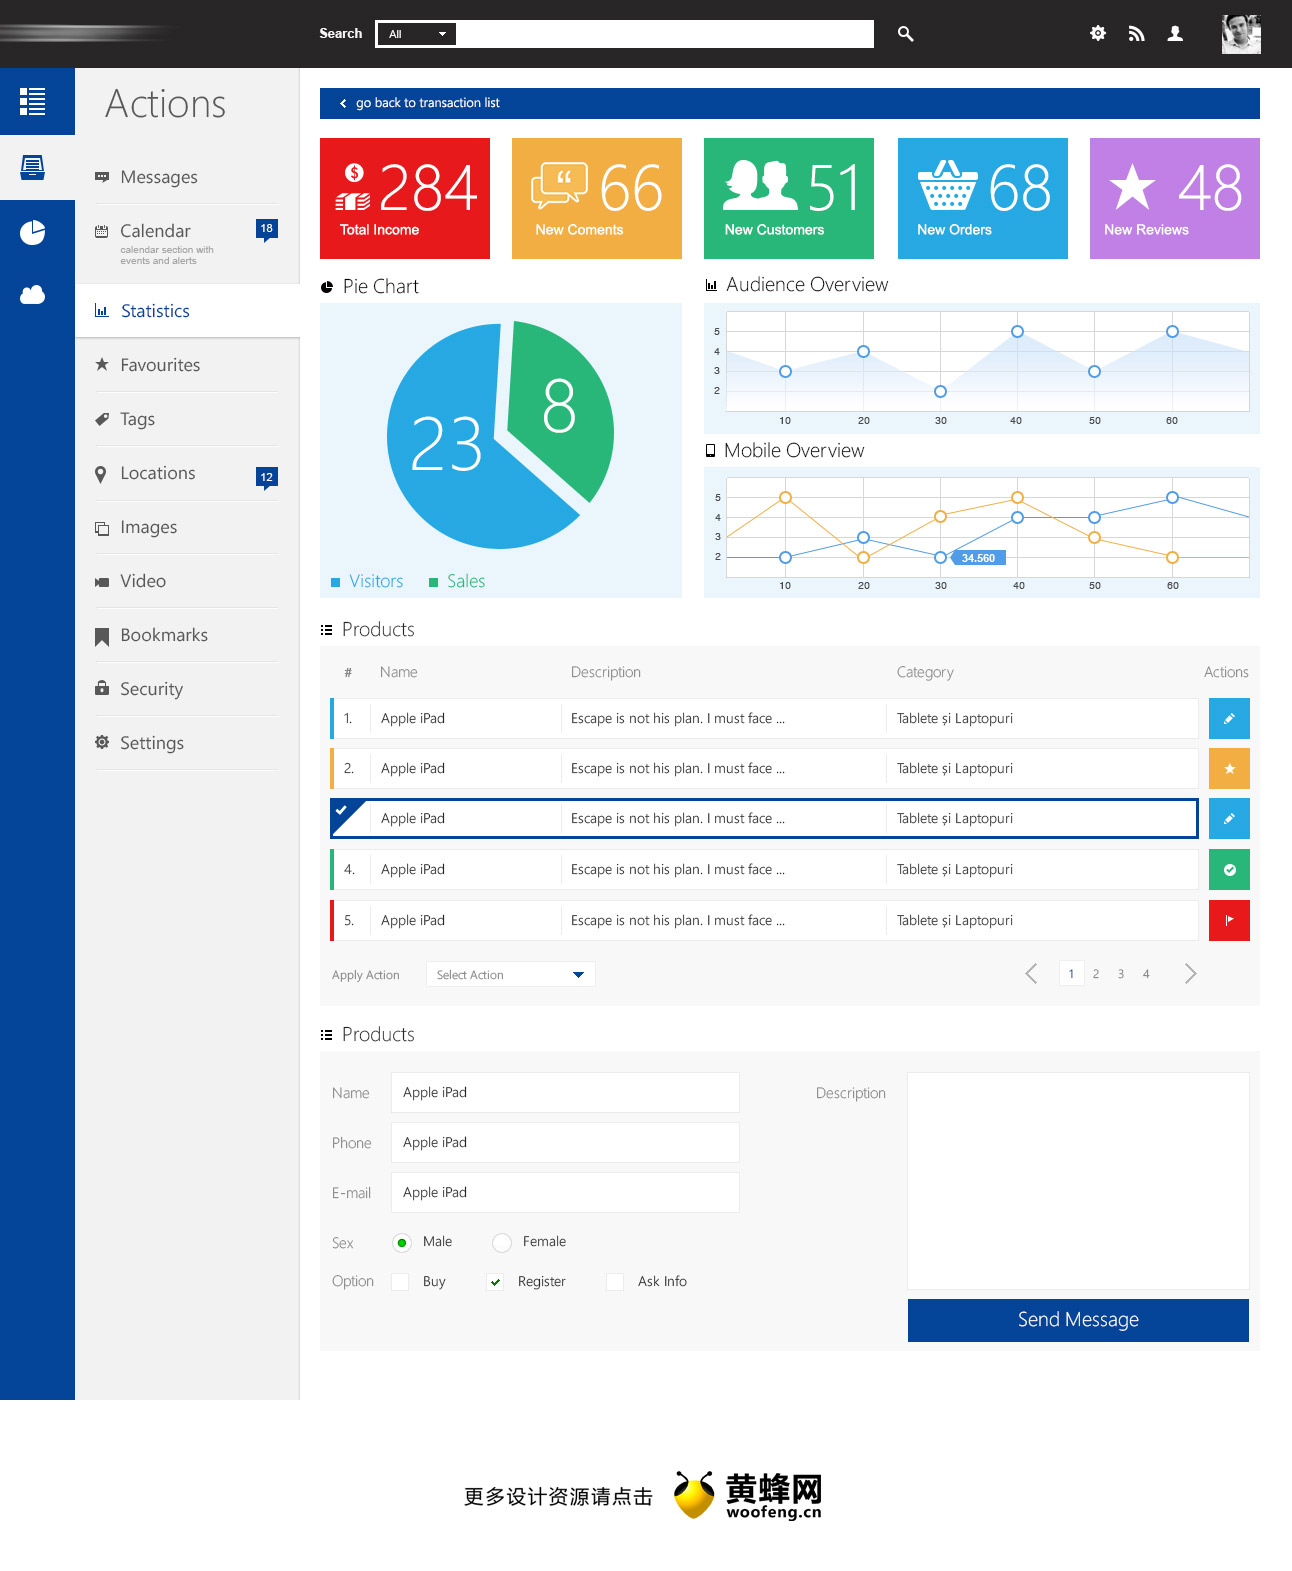 Search
All
Actions
Messages
Calendar
18
calendar section with
events and alerts
Statistics
Favourites
Tags
Locations
12
Images
Video
Bookmarks
Security
Settings
go back to transaction list
284
Total Income
66
New Coments
51
New Customers
68
New Orders
48
New Reviews
Pie Chart
23
8
Visitors
Sales
Audience Overview
5
4
3
2
10 20 30 40 50 60
Mobile Overview
5
4
3
2
34.560
10 20 30 40 50 60
Products
# Name Description Category Actions
1. Apple iPad Escape is not his plan. I must face ... Tablete și Laptopuri
2. Apple iPad Escape is not his plan. I must face ... Tablete și Laptopuri
Apple iPad Escape is not his plan. I must face ... Tablete și Laptopuri
4. Apple iPad Escape is not his plan. I must face ... Tablete și Laptopuri
5. Apple iPad Escape is not his plan. I must face ... Tablete și Laptopuri
Apply Action Select Action 1 2 3 4
Products
Name Apple iPad
Phone Apple iPad
E-mail Apple iPad
Sex Male Female
Option Buy Register Ask Info
Description
Send Message
更多设计资源请点击
黄蜂网
woofeng.cn